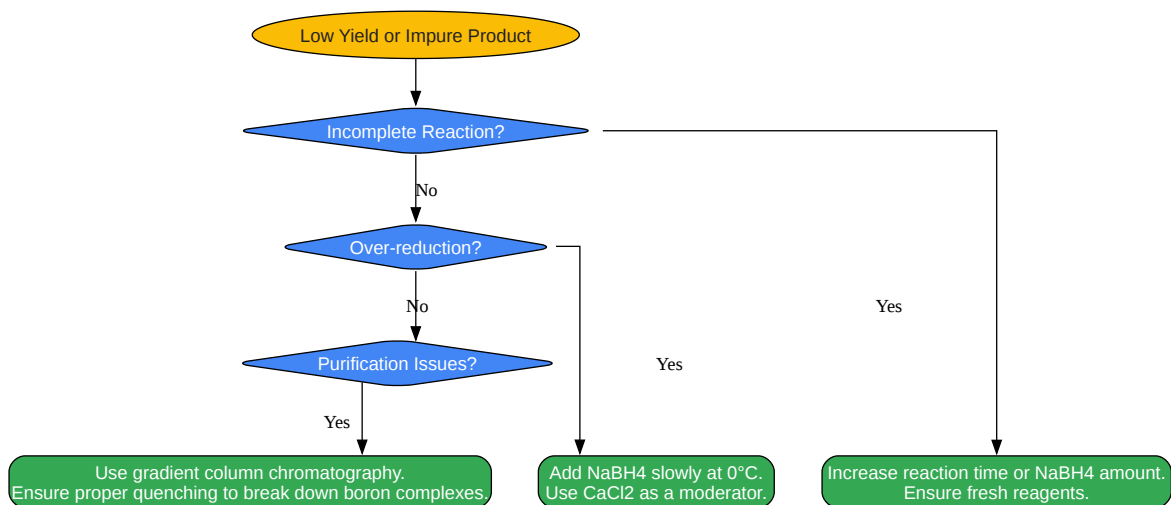 Low Yield or Impure Product
Incomplete Reaction?
No
Over-reduction?
No
Yes
Purification Issues?
Yes
Yes
Use gradient column chromatography.
Ensure proper quenching to break down boron complexes.
Add NaBH4 slowly at 0°C.
Use CaCl2 as a moderator.
Increase reaction time or NaBH4 amount.
Ensure fresh reagents.